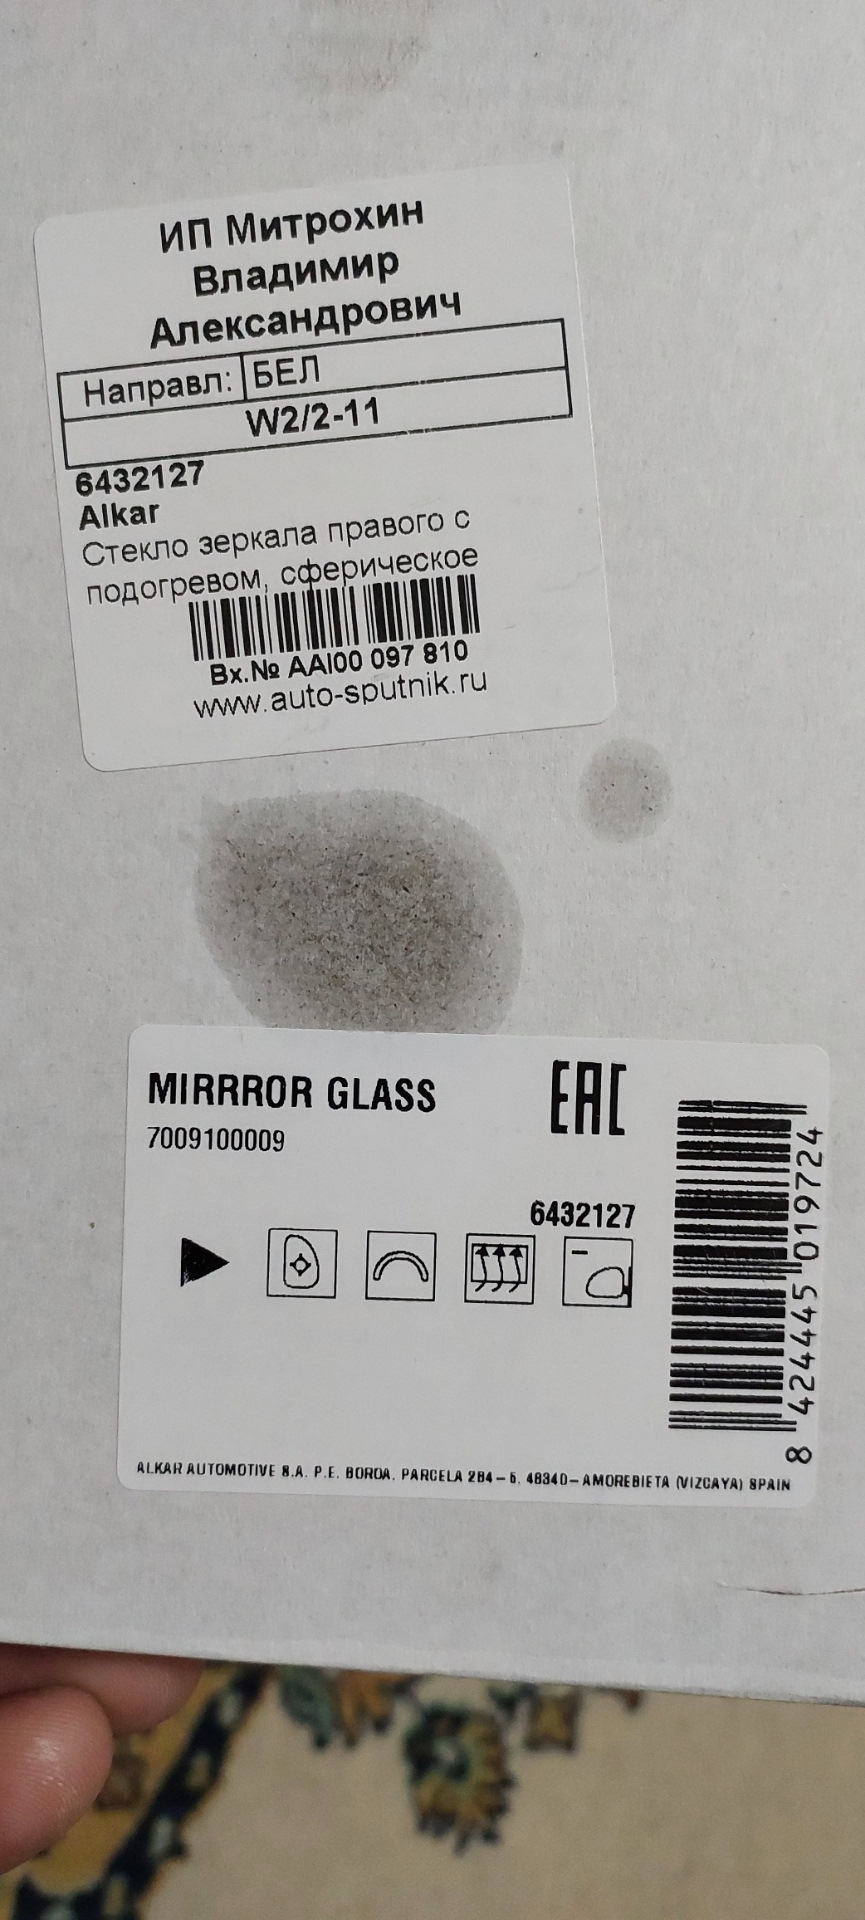 ИП Митрохин
Владимир
Александрович
Направл: БЕЛ
W2/2-11
6432127
Alkar
Стекло зеркала правого с
подогревом, сферическое
Вх.№ AAI00 097 810
www.auto-sputnik.ru
MIRRROR GLASS
EAC
7009100009
6432127
8 424445 019724
ALKAR AUTOMOTIVE S.A. P.E. BOROA. PARCELA 2B4 – 5. 48340 – AMOREBIETA (VIZCAYA) SPAIN